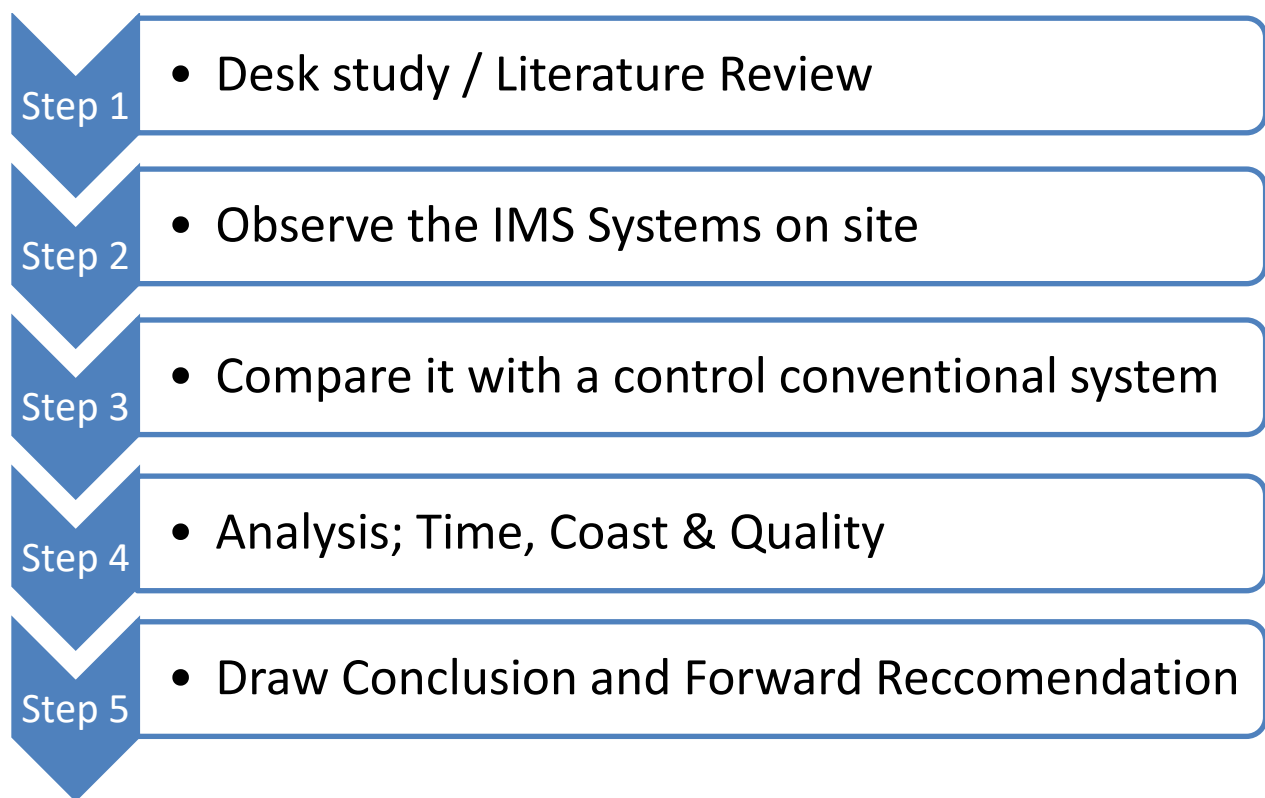 Step 1
• Desk study / Literature Review
Step 2
• Observe the IMS Systems on site
Step 3
• Compare it with a control conventional system
Step 4
• Analysis; Time, Coast & Quality
Step 5
• Draw Conclusion and Forward Reccomendation